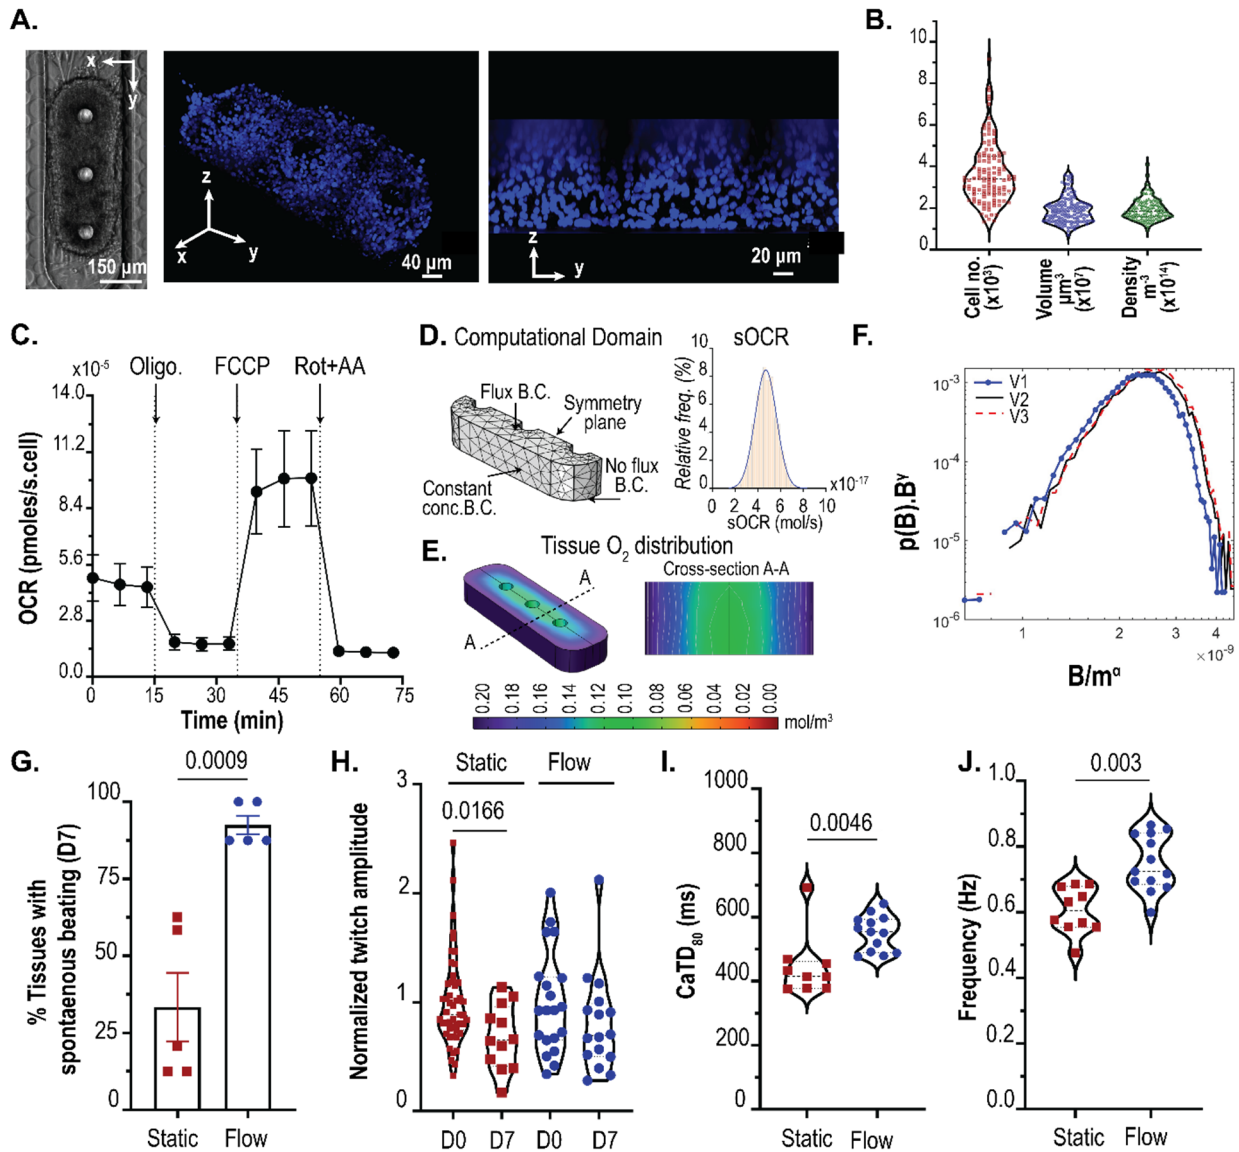 A.
x
y
150 µm
z
x
y
40 µm
z
y
20 µm
B.
10
8
6
4
2
0
Cell no.
(x10³)
Volume
µm³
(x10⁷)
Density
m⁻³
(x10¹⁴)
C.
x10⁻⁵
Oligo.
FCCP
Rot+AA
14.0
11.2
8.4
5.6
2.8
0.0
OCR (pmoles/s.cell)
0
15
30
45
60
75
Time (min)
D.
Computational Domain
Flux B.C.
Symmetry
plane
No flux
B.C.
Constant
conc.B.C.
sOCR
Relative freq. (%)
10
8
6
4
2
0
0
2
4
6
8
10
x10⁻¹⁷
sOCR (mol/s)
E.
Tissue O₂ distribution
Cross-section A-A
A
A
0.20
0.18
0.16
0.14
0.12
0.10
0.08
0.06
0.04
0.02
0.00
mol/m³
F.
V1
V2
V3
10⁻³
10⁻⁴
10⁻⁵
10⁻⁶
p(B).Bᵞ
1
2
3
4
×10⁻⁹
B/mᵅ
G.
0.0009
100
75
50
25
0
% Tissues with
spontaenous beating (D7)
Static
Flow
H.
Static
Flow
0.0166
3
2
1
0
Normalized twitch amplitude
D0
D7
D0
D7
I.
0.0046
1000
800
600
400
200
0
CaTD₈₀ (ms)
Static
Flow
J.
0.003
1.0
0.8
0.6
0.4
0.2
0.0
Frequency (Hz)
Static
Flow